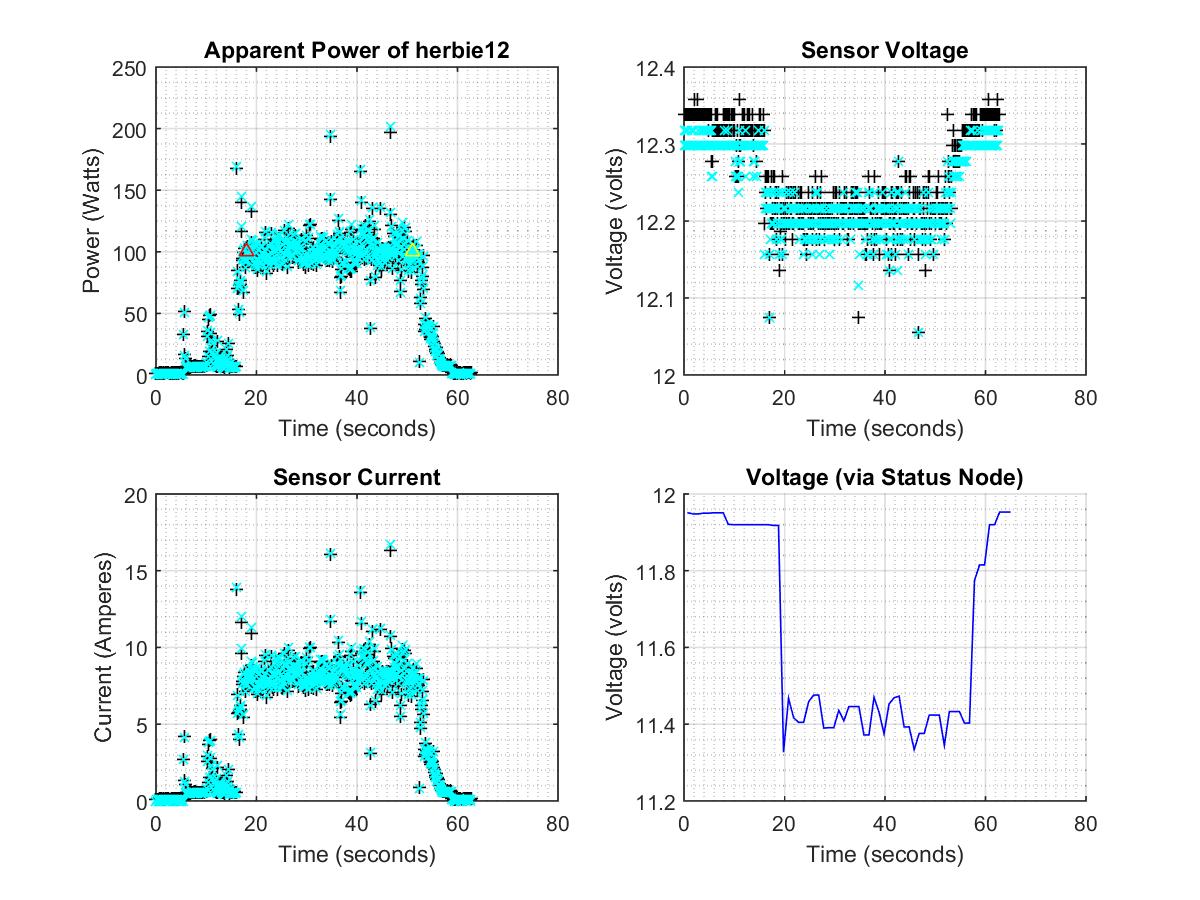 Apparent Power of herbie12
250
200
150
100
50
0
Power (Watts)
0 20 40 60 80
Time (seconds)
Sensor Voltage
12.4
12.3
12.2
12.1
12
Voltage (volts)
0 20 40 60 80
Time (seconds)
Sensor Current
20
15
10
5
0
Current (Amperes)
0 20 40 60 80
Time (seconds)
Voltage (via Status Node)
12
11.8
11.6
11.4
11.2
Voltage (volts)
0 20 40 60 80
Time (seconds)